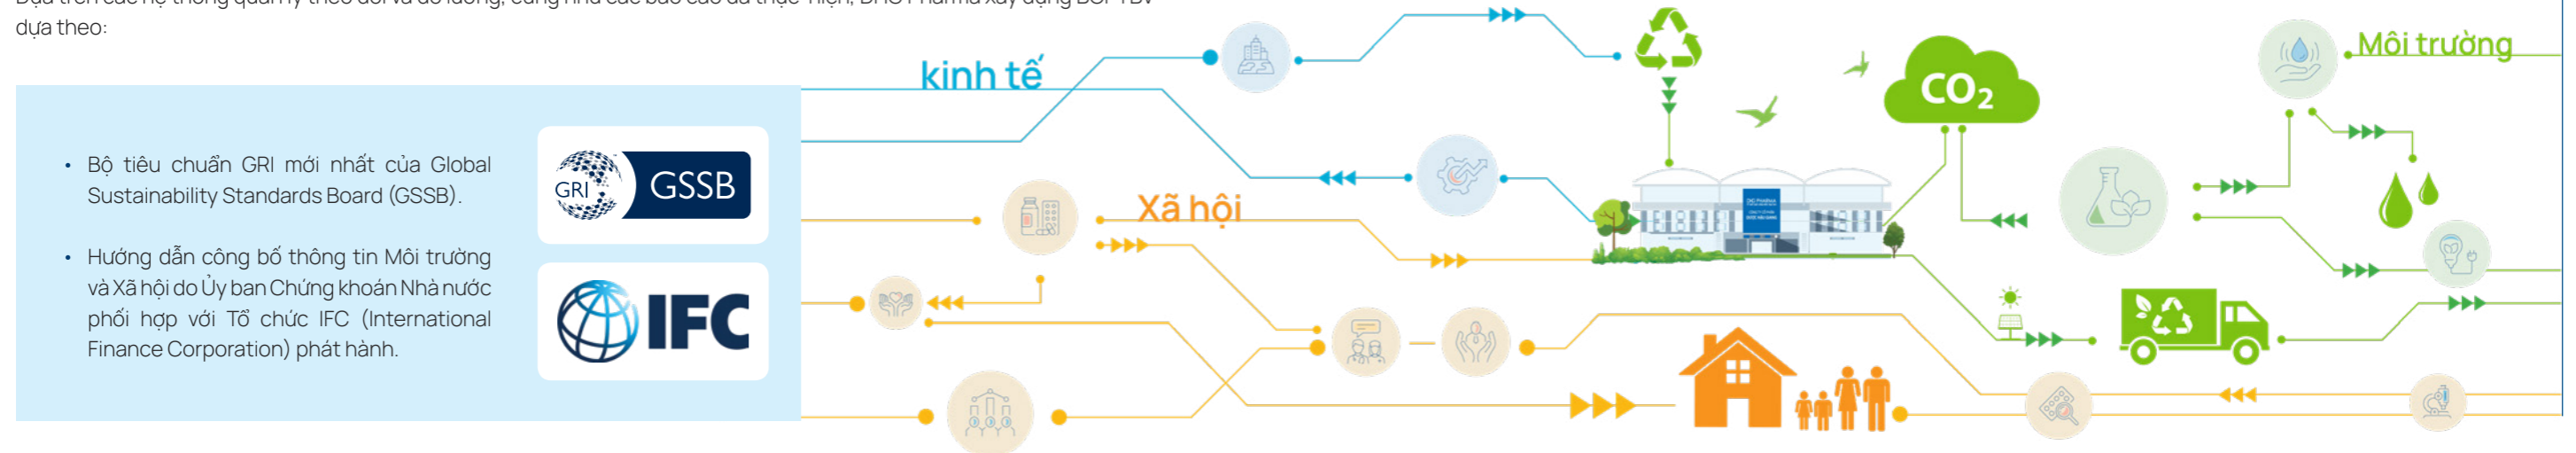 dựa theo:
kinh tế
Môi trường
CO₂
• Bộ tiêu chuẩn GRI mới nhất của Global
Sustainability Standards Board (GSSB).
GRI
GSSB
Xã hội
• Hướng dẫn công bố thông tin Môi trường
và Xã hội do Ủy ban Chứng khoán Nhà nước
phối hợp với Tổ chức IFC (International
Finance Corporation) phát hành.
IFC